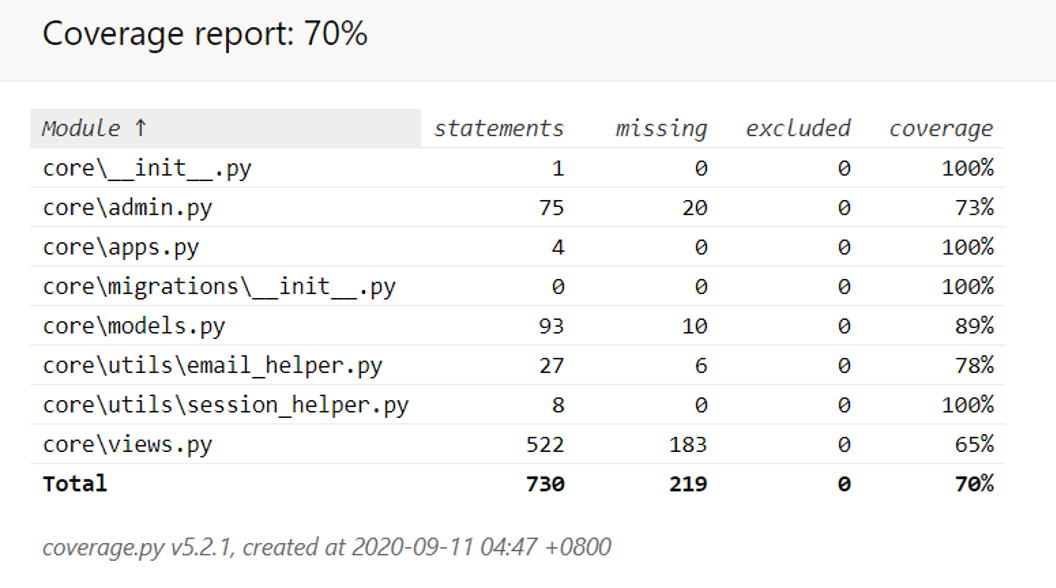 Coverage report: 70%
Module ↑ statements missing excluded coverage
core\__init__.py 1 0 0 100%
core\admin.py 75 20 0 73%
core\apps.py 4 0 0 100%
core\migrations\__init__.py 0 0 0 100%
core\models.py 93 10 0 89%
core\utils\email_helper.py 27 6 0 78%
core\utils\session_helper.py 8 0 0 100%
core\views.py 522 183 0 65%
Total 730 219 0 70%
coverage.py v5.2.1, created at 2020-09-11 04:47 +0800